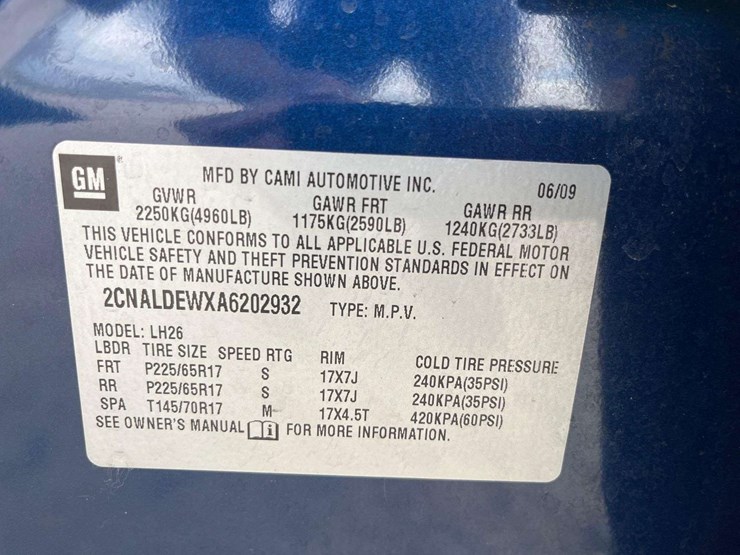 GM
MFD BY CAMI AUTOMOTIVE INC. 06/09
GVWR GAWR FRT GAWR RR
2250KG(4960LB) 1175KG(2590LB) 1240KG(2733LB)
THIS VEHICLE CONFORMS TO ALL APPLICABLE U.S. FEDERAL MOTOR
VEHICLE SAFETY AND THEFT PREVENTION STANDARDS IN EFFECT ON
THE DATE OF MANUFACTURE SHOWN ABOVE.
2CNALDEWXA6202932 TYPE: M.P.V.
MODEL: LH26
LBDR TIRE SIZE SPEED RTG RIM COLD TIRE PRESSURE
FRT P225/65R17 S 17X7J 240KPA(35PSI)
RR P225/65R17 S 17X7J 240KPA(35PSI)
SPA T145/70R17 M 17X4.5T 420KPA(60PSI)
SEE OWNER'S MANUAL i FOR MORE INFORMATION.